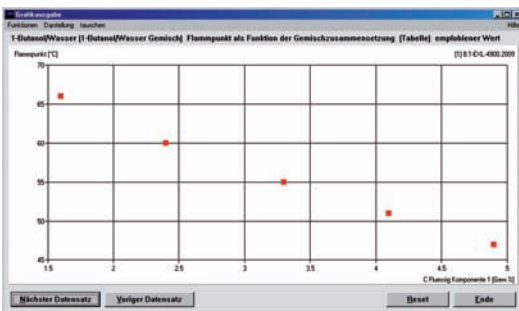 Grafikausgabe
Funktionen Darstellung tauschen Hilfe
1-Butanol/Wasser [1-Butanol/Wasser Gemisch] Flammpunkt als Funktion der Gemischzusammensetzung [Tabelle] empfohlener Wert
Flammpunkt [°C] [1] 8.1-EXL-4900.2009
70
65
60
55
50
45
1.5 2 2.5 3 3.5 4 4.5 5
C Fluessig Komponente 1 [Gew.%]
Nächster Datensatz Voriger Datensatz Reset Ende